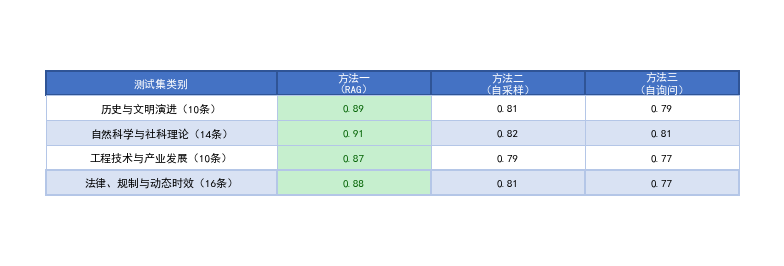 测试集类别 方法一 方法二 方法三
（RAG） （自采样） （自询问）
历史与文明演进（10条） 0.89 0.81 0.79
自然科学与社科理论（14条） 0.91 0.82 0.81
工程技术与产业发展（10条） 0.87 0.79 0.77
法律、规制与动态时效（16条） 0.88 0.81 0.77